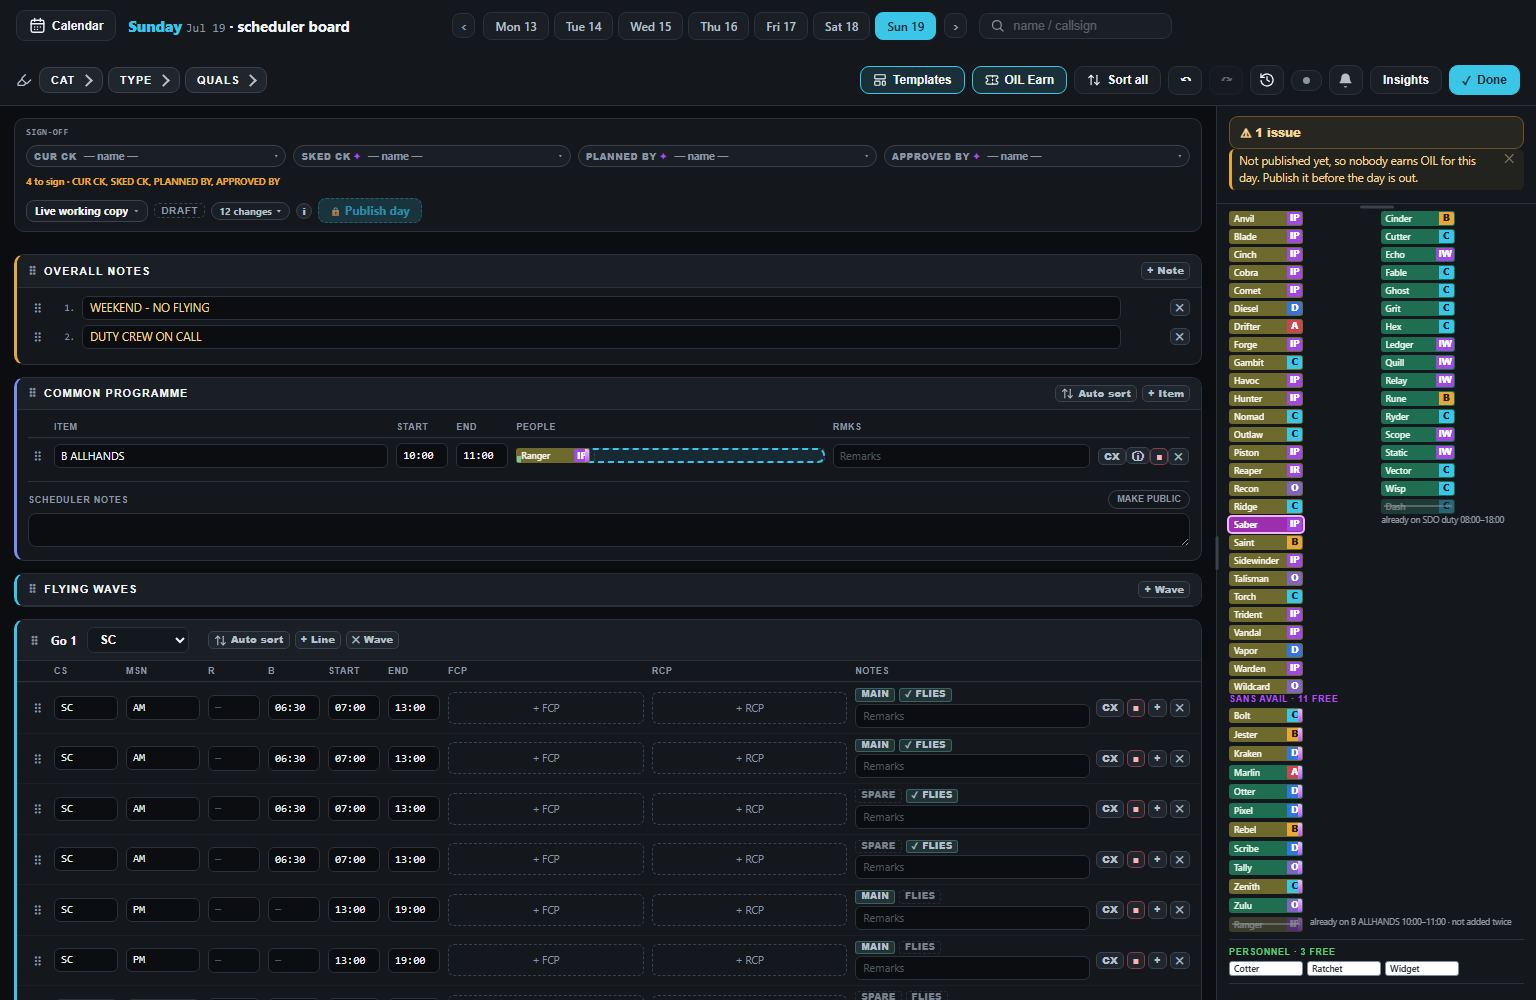 Calendar
Sunday Jul 19 · scheduler board
‹ Mon 13 Tue 14 Wed 15 Thu 16 Fri 17 Sat 18 Sun 19 ›
name / callsign
CAT TYPE QUALS
Templates OIL Earn Sort all Insights ✓ Done
SIGN-OFF
CUR CK — name —
SKED CK ✦ — name —
PLANNED BY ✦ — name —
APPROVED BY ✦ — name —
4 to sign · CUR CK, SKED CK, PLANNED BY, APPROVED BY
Live working copy DRAFT 12 changes i Publish day
OVERALL NOTES + Note
1. WEEKEND - NO FLYING ✕
2. DUTY CREW ON CALL ✕
COMMON PROGRAMME Auto sort + Item
ITEM START END PEOPLE RMKS
B ALLHANDS 10:00 11:00 Ranger IP Remarks CX ✕
SCHEDULER NOTES MAKE PUBLIC
FLYING WAVES + Wave
Go 1 SC Auto sort + Line ✕ Wave
CS MSN R B START END FCP RCP NOTES
SC AM – 06:30 07:00 13:00 + FCP + RCP MAIN ✓ FLIES Remarks CX + ✕
SC AM – 06:30 07:00 13:00 + FCP + RCP MAIN ✓ FLIES Remarks CX + ✕
SC AM – 06:30 07:00 13:00 + FCP + RCP SPARE ✓ FLIES Remarks CX + ✕
SC AM – 06:30 07:00 13:00 + FCP + RCP SPARE ✓ FLIES Remarks CX + ✕
SC PM – – 13:00 19:00 + FCP + RCP MAIN FLIES Remarks CX + ✕
SC PM – – 13:00 19:00 + FCP + RCP MAIN FLIES Remarks CX + ✕
SPARE FLIES
⚠ 1 issue
Not published yet, so nobody earns OIL for this
day. Publish it before the day is out.
Anvil IP
Blade IP
Cinch IP
Cobra IP
Comet IP
Diesel D
Drifter A
Forge IP
Gambit C
Havoc IP
Hunter IP
Nomad C
Outlaw C
Piston IP
Reaper IR
Recon O
Ridge C
Saber IP
Saint B
Sidewinder IP
Talisman O
Torch C
Trident IP
Vandal IP
Vapor D
Warden IP
Wildcard O
Cinder B
Cutter C
Echo IW
Fable C
Ghost C
Grit C
Hex C
Ledger IW
Quill IW
Relay IW
Rune B
Ryder C
Scope IW
Static IW
Vector C
Wisp C
Dash C
already on SDO duty 08:00–18:00
SANS AVAIL · 11 FREE
Bolt C
Jester B
Kraken D
Marlin A
Otter D
Pixel D
Rebel B
Scribe D
Tally O
Zenith C
Zulu O
Ranger IP already on B ALLHANDS 10:00–11:00 · not added twice
PERSONNEL · 3 FREE
Cotter Ratchet Widget